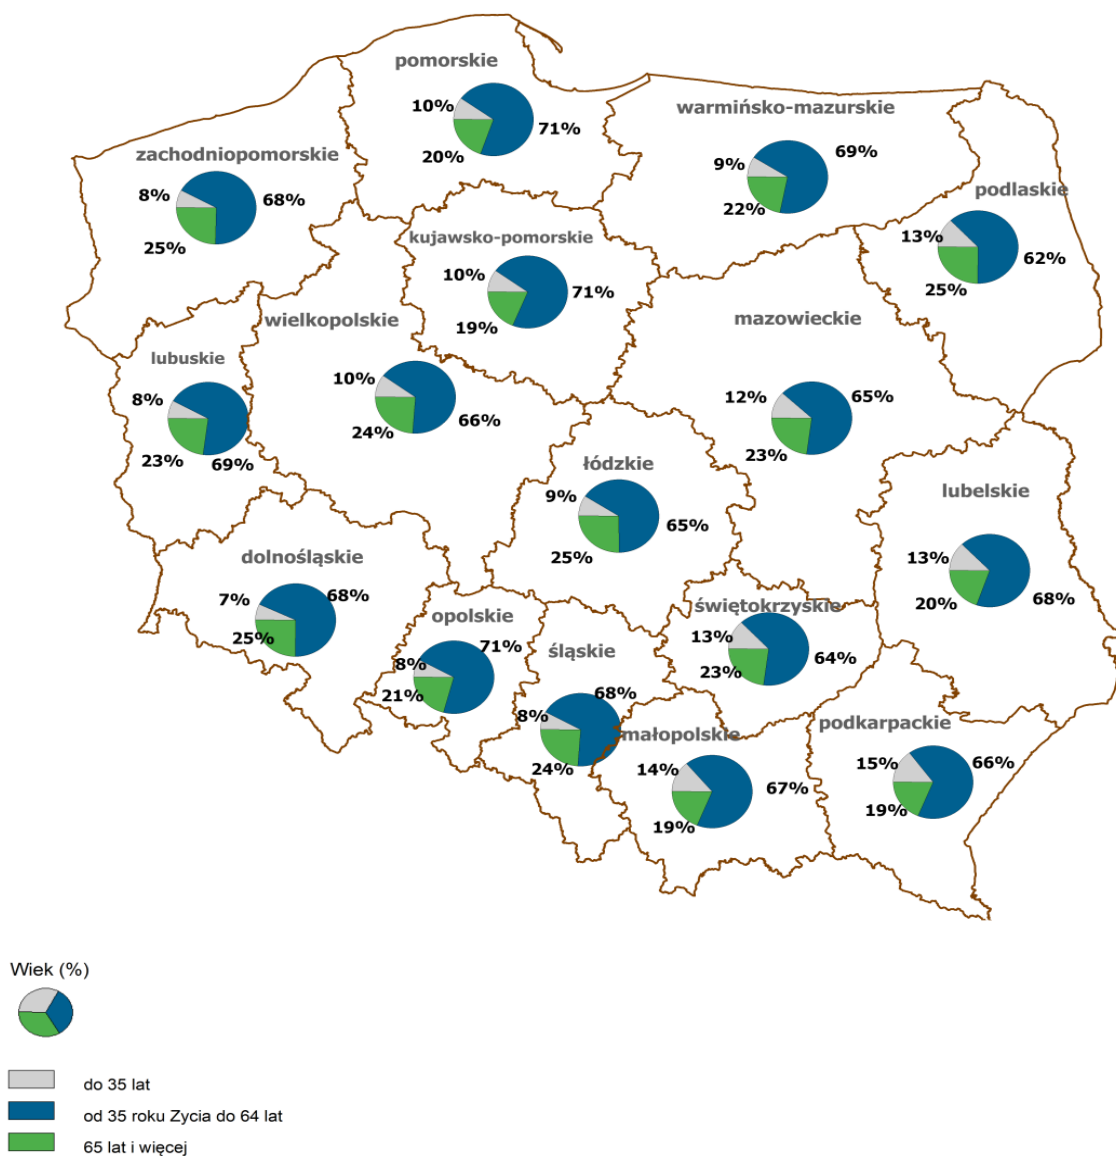 pomorskie
10%
71%
20%
warmińsko-mazurskie
9%
69%
22%
zachodniopomorskie
8%
68%
25%
podlaskie
13%
62%
25%
kujawsko-pomorskie
10%
71%
19%
wielkopolskie
10%
66%
24%
mazowieckie
12%
65%
23%
lubuskie
8%
23%
69%
łódzkie
9%
65%
25%
lubelskie
13%
20%
68%
dolnośląskie
7%
68%
25%
opolskie
71%
8%
21%
śląskie
68%
8%
24%
świętokrzyskie
13%
64%
23%
małopolskie
14%
67%
19%
podkarpackie
15%
66%
19%
Wiek (%)
do 35 lat
od 35 roku Zycia do 64 lat
65 lat i więcej